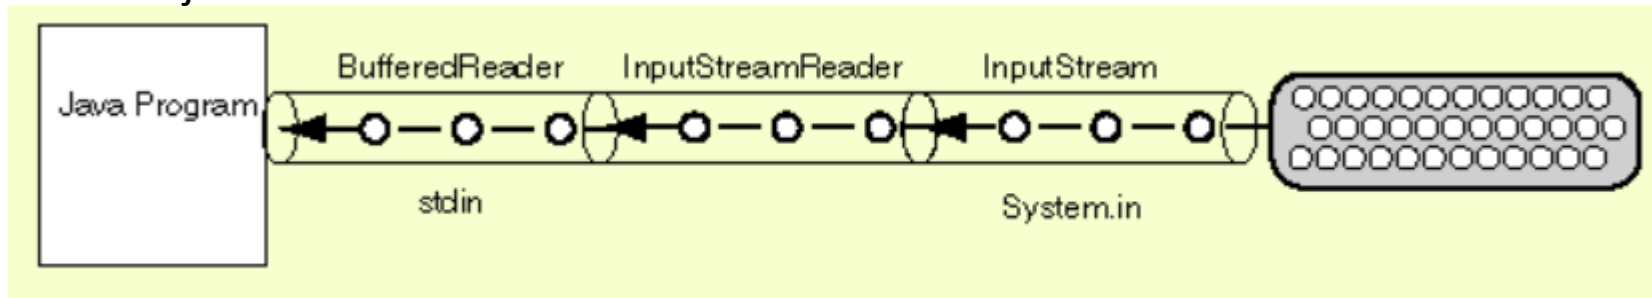 BufferedReader InputStreamReader InputStream
Java Program
stdin System.in